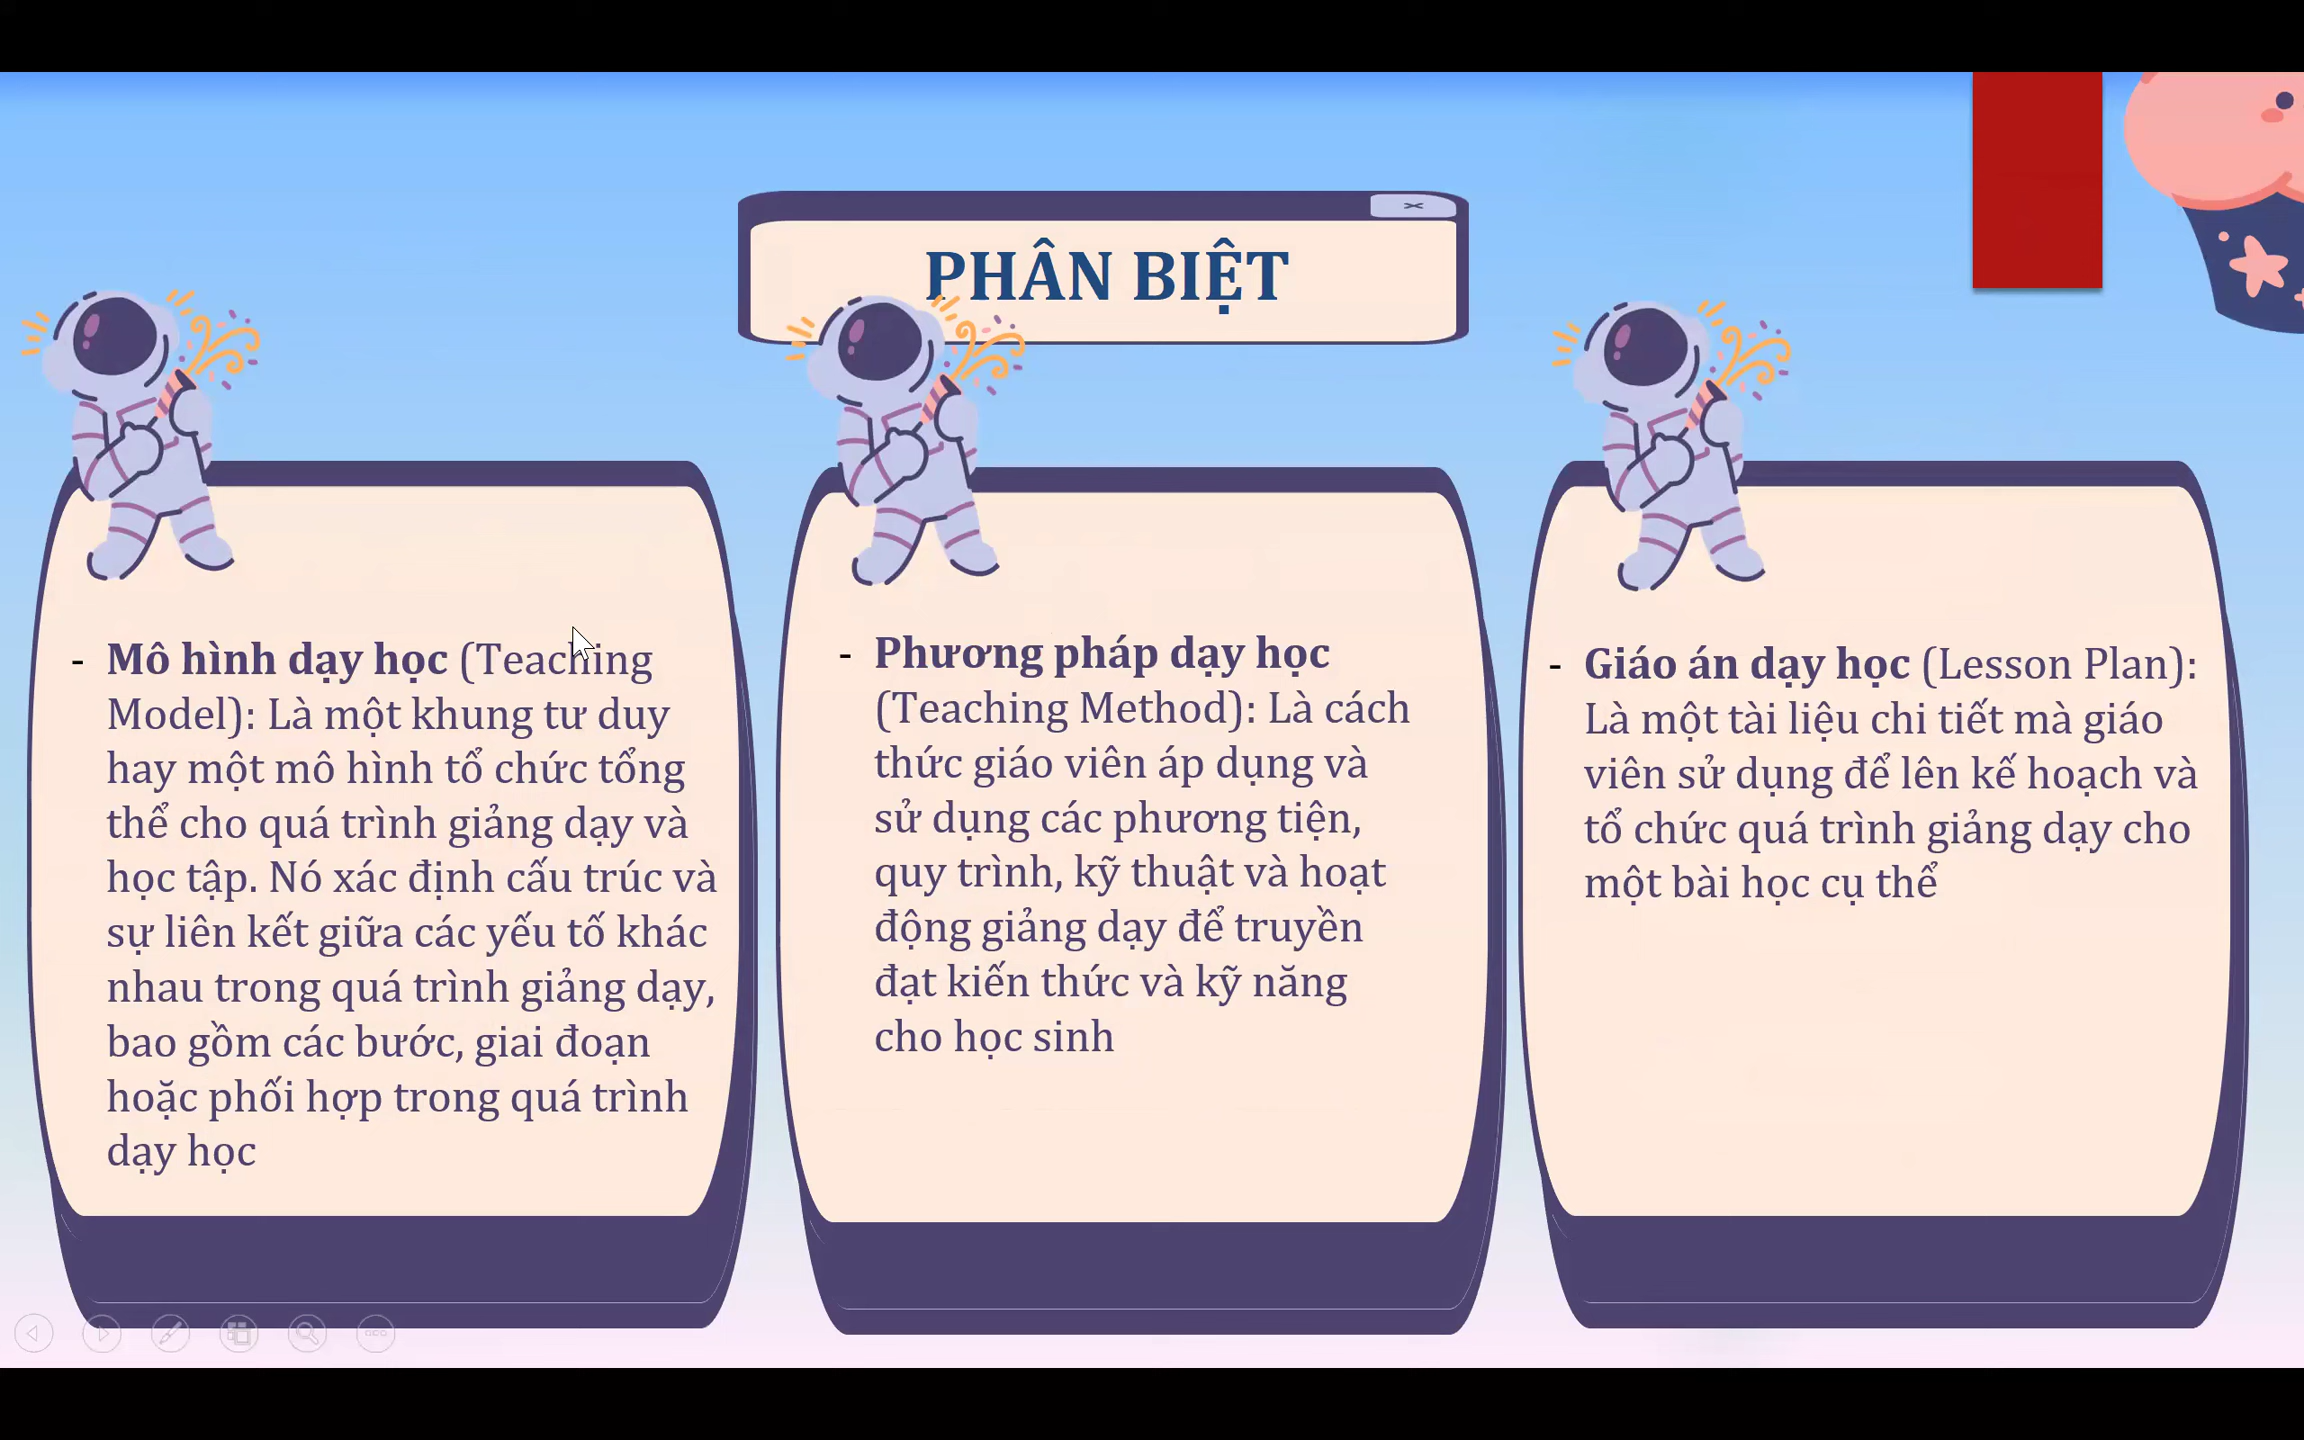 PHÂN BIỆT
- Mô hình dạy học (Teaching
Model): Là một khung tư duy
hay một mô hình tổ chức tổng
thể cho quá trình giảng dạy và
học tập. Nó xác định cấu trúc và
sự liên kết giữa các yếu tố khác
nhau trong quá trình giảng dạy,
bao gồm các bước, giai đoạn
hoặc phối hợp trong quá trình
dạy học
- Phương pháp dạy học
(Teaching Method): Là cách
thức giáo viên áp dụng và
sử dụng các phương tiện,
quy trình, kỹ thuật và hoạt
động giảng dạy để truyền
đạt kiến thức và kỹ năng
cho học sinh
- Giáo án dạy học (Lesson Plan):
Là một tài liệu chi tiết mà giáo
viên sử dụng để lên kế hoạch và
tổ chức quá trình giảng dạy cho
một bài học cụ thể